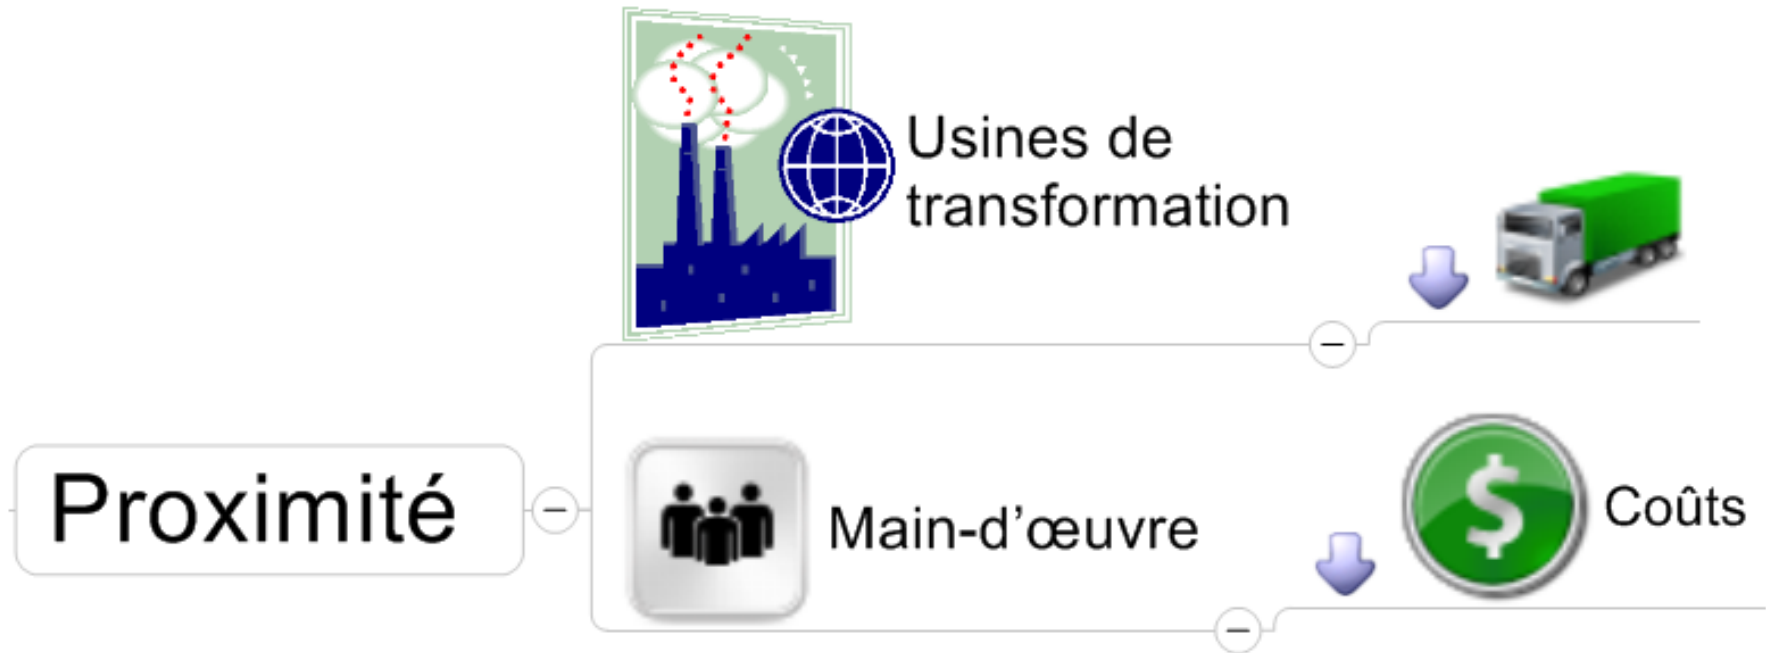 Usines de
transformation
Proximité
Main-d’œuvre
$
Coûts